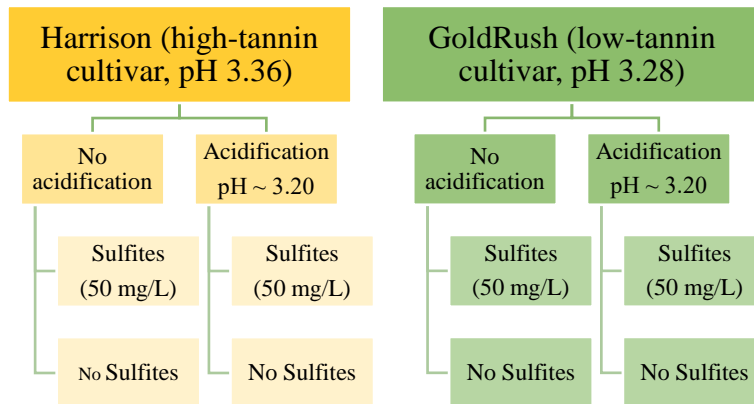 Harrison (high-tannin
cultivar, pH 3.36)
GoldRush (low-tannin
cultivar, pH 3.28)
No
acidification
Acidification
pH ~ 3.20
No
acidification
Acidification
pH ~ 3.20
Sulfites
(50 mg/L)
Sulfites
(50 mg/L)
Sulfites
(50 mg/L)
Sulfites
(50 mg/L)
No Sulfites
No Sulfites
No Sulfites
No Sulfites